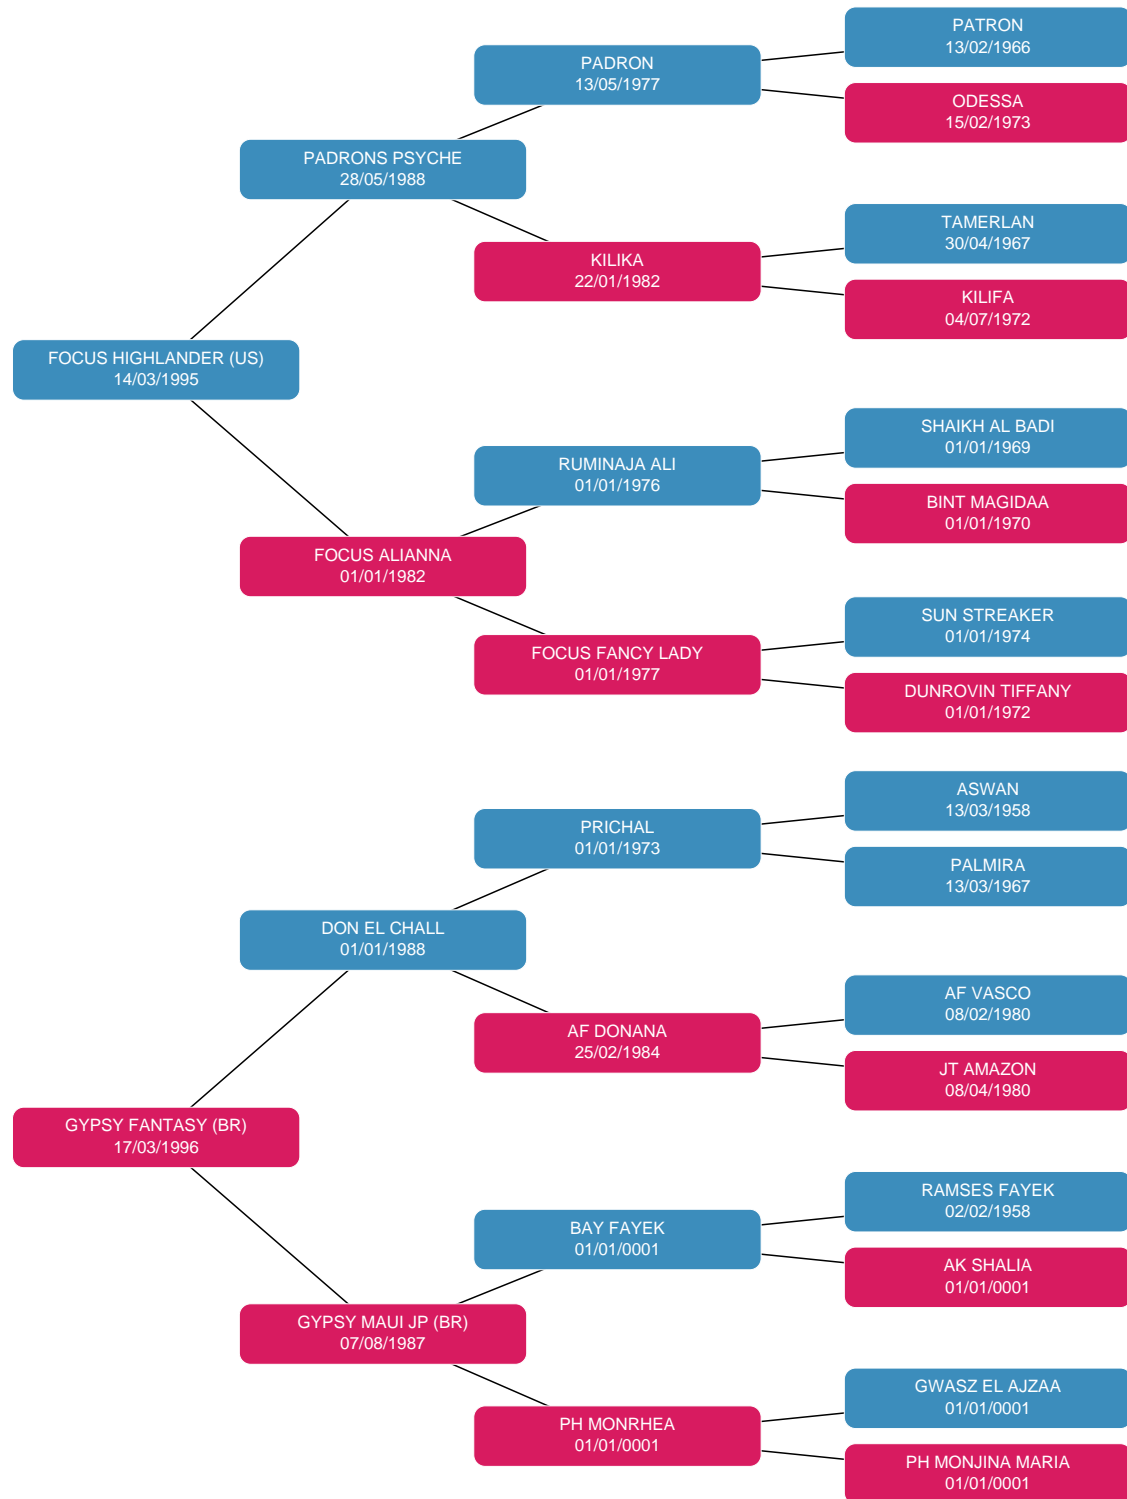 PATRON
13/02/1966
PADRON
13/05/1977
ODESSA
15/02/1973
PADRONS PSYCHE
28/05/1988
TAMERLAN
30/04/1967
KILIKA
22/01/1982
KILIFA
04/07/1972
FOCUS HIGHLANDER (US)
14/03/1995
SHAIKH AL BADI
01/01/1969
RUMINAJA ALI
01/01/1976
BINT MAGIDAA
01/01/1970
FOCUS ALIANNA
01/01/1982
SUN STREAKER
01/01/1974
FOCUS FANCY LADY
01/01/1977
DUNROVIN TIFFANY
01/01/1972
ASWAN
13/03/1958
PRICHAL
01/01/1973
PALMIRA
13/03/1967
DON EL CHALL
01/01/1988
AF VASCO
08/02/1980
AF DONANA
25/02/1984
JT AMAZON
08/04/1980
GYPSY FANTASY (BR)
17/03/1996
RAMSES FAYEK
02/02/1958
BAY FAYEK
01/01/0001
AK SHALIA
01/01/0001
GYPSY MAUI JP (BR)
07/08/1987
GWASZ EL AJZAA
01/01/0001
PH MONRHEA
01/01/0001
PH MONJINA MARIA
01/01/0001